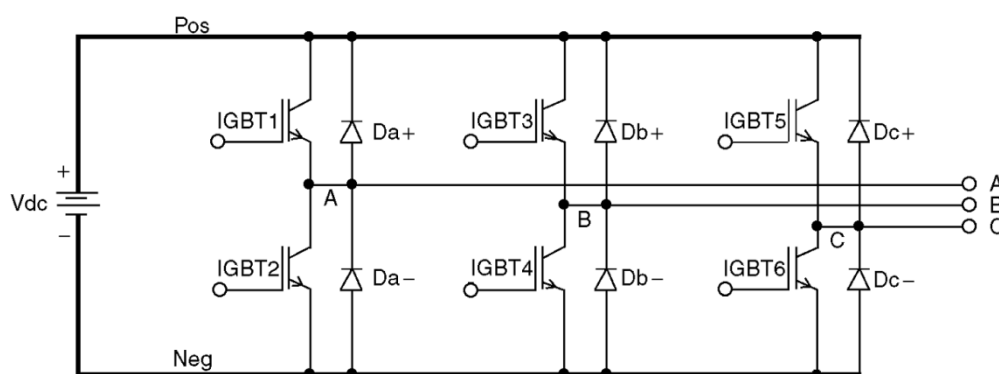 Pos
IGBT1 Da+ IGBT3 Db+ IGBT5 Dc+
+
Vdc
−
A
B
C
A
B
C
IGBT2 Da− IGBT4 Db− IGBT6 Dc−
Neg